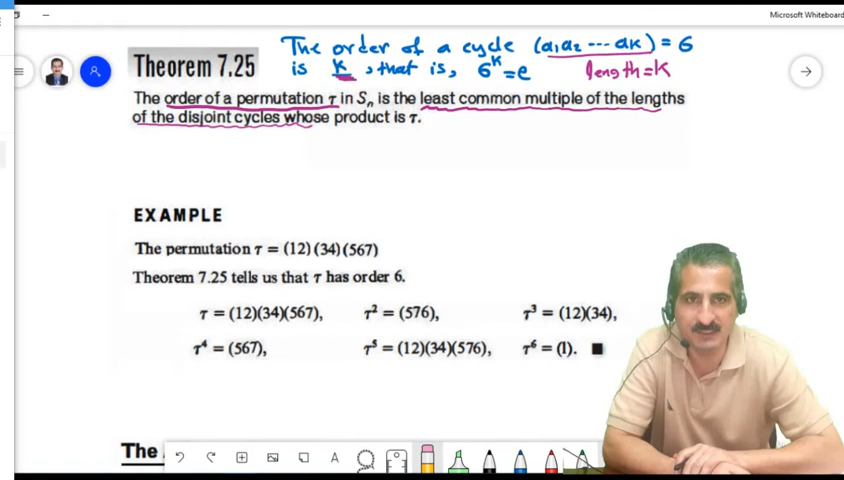 Microsoft Whiteboard
The order of a cycle (a₁a₂ ··· aₖ) = σ
is k, that is, σᵏ = e length = k
Theorem 7.25
The order of a permutation τ in Sₙ is the least common multiple of the lengths
of the disjoint cycles whose product is τ.
EXAMPLE
The permutation τ = (12)(34)(567)
Theorem 7.25 tells us that τ has order 6.
τ = (12)(34)(567), τ² = (576), τ³ = (12)(34),
τ⁴ = (567), τ⁵ = (12)(34)(576), τ⁶ = (1). ■
The
A